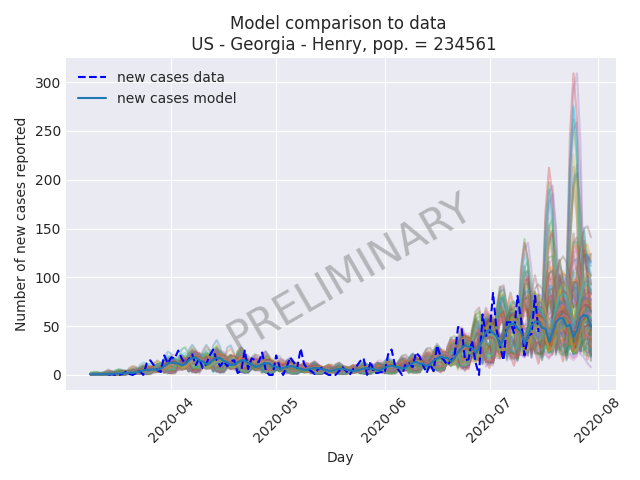 Model comparison to data
US - Georgia - Henry, pop. = 234561
new cases data
new cases model
PRELIMINARY
Number of new cases reported
300
250
200
150
100
50
0
2020-04
2020-05
2020-06
2020-07
2020-08
Day